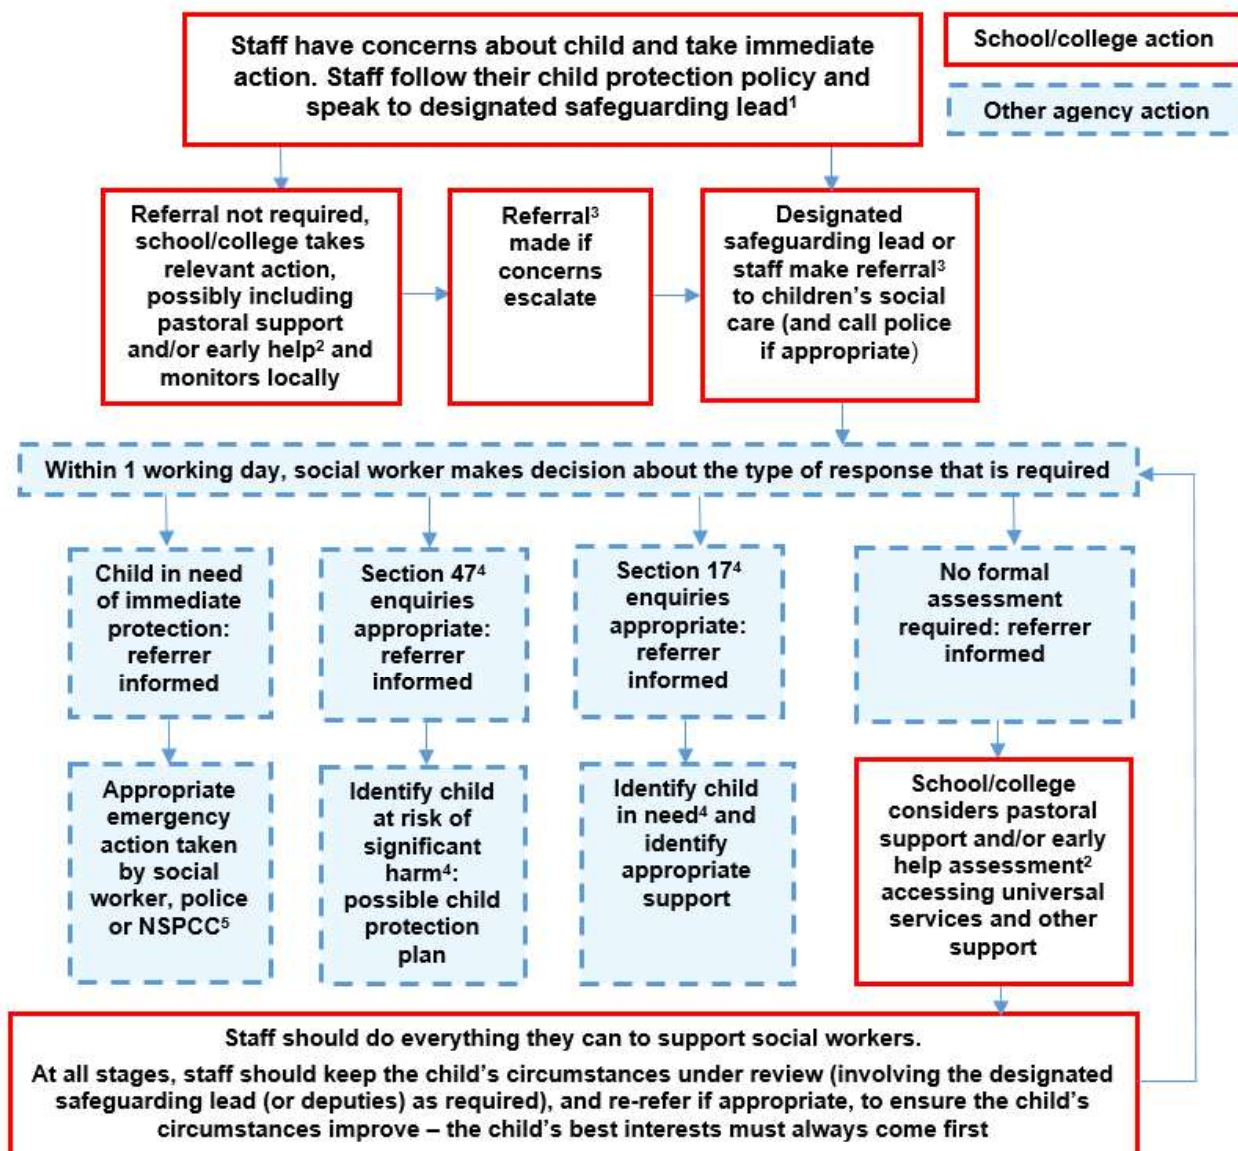 Staff have concerns about child and take immediate
action. Staff follow their child protection policy and
speak to designated safeguarding lead¹
School/college action
Other agency action
Referral not required,
school/college takes
relevant action,
possibly including
pastoral support
and/or early help² and
monitors locally
Referral³
made if
concerns
escalate
Designated
safeguarding lead or
staff make referral³
to children’s social
care (and call police
if appropriate)
Within 1 working day, social worker makes decision about the type of response that is required
Child in need
of immediate
protection:
referrer
informed
Section 47⁴
enquiries
appropriate:
referrer
informed
Section 17⁴
enquiries
appropriate:
referrer
informed
No formal
assessment
required: referrer
informed
Appropriate
emergency
action taken
by social
worker, police
or NSPCC⁵
Identify child
at risk of
significant
harm⁴:
possible child
protection
plan
Identify child
in need⁴ and
identify
appropriate
support
School/college
considers pastoral
support and/or early
help assessment²
accessing universal
services and other
support
Staff should do everything they can to support social workers.
At all stages, staff should keep the child’s circumstances under review (involving the designated
safeguarding lead (or deputies) as required), and re-refer if appropriate, to ensure the child’s
circumstances improve – the child’s best interests must always come first